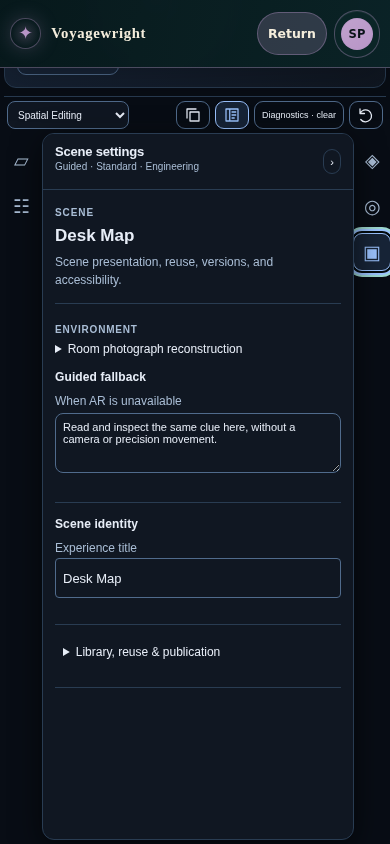 Voyagewright
Return
SP
Spatial Editing
Diagnostics · clear
Scene settings
Guided · Standard · Engineering
SCENE
Desk Map
Scene presentation, reuse, versions, and
accessibility.
ENVIRONMENT
Room photograph reconstruction
Guided fallback
When AR is unavailable
Read and inspect the same clue here, without a
camera or precision movement.
Scene identity
Experience title
Desk Map
Library, reuse & publication